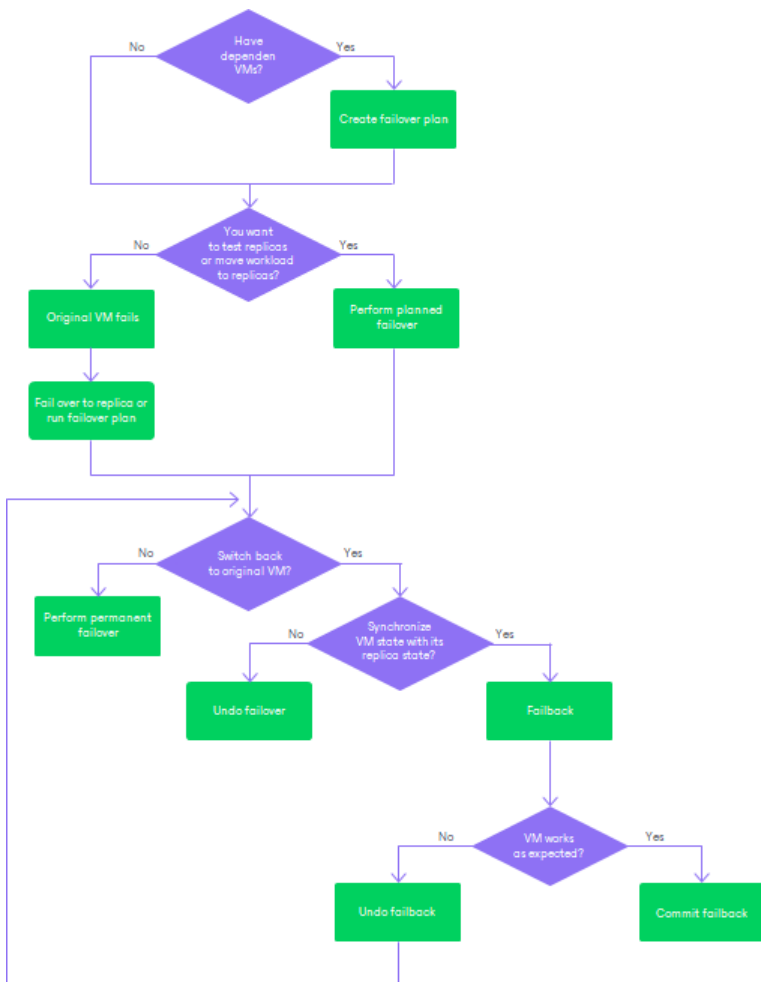 Have
dependen
VMs?
No
Yes
Create failover plan
You want
to test replicas
or move workload
to replicas?
No
Yes
Original VM fails
Perform planned
failover
Fail over to replica or
run failover plan
Switch back
to original VM?
No
Yes
Perform permanent
failover
Synchronize
VM state with its
replica state?
No
Yes
Undo failover
Failback
VM works
as expected?
No
Yes
Undo failback
Commit failback